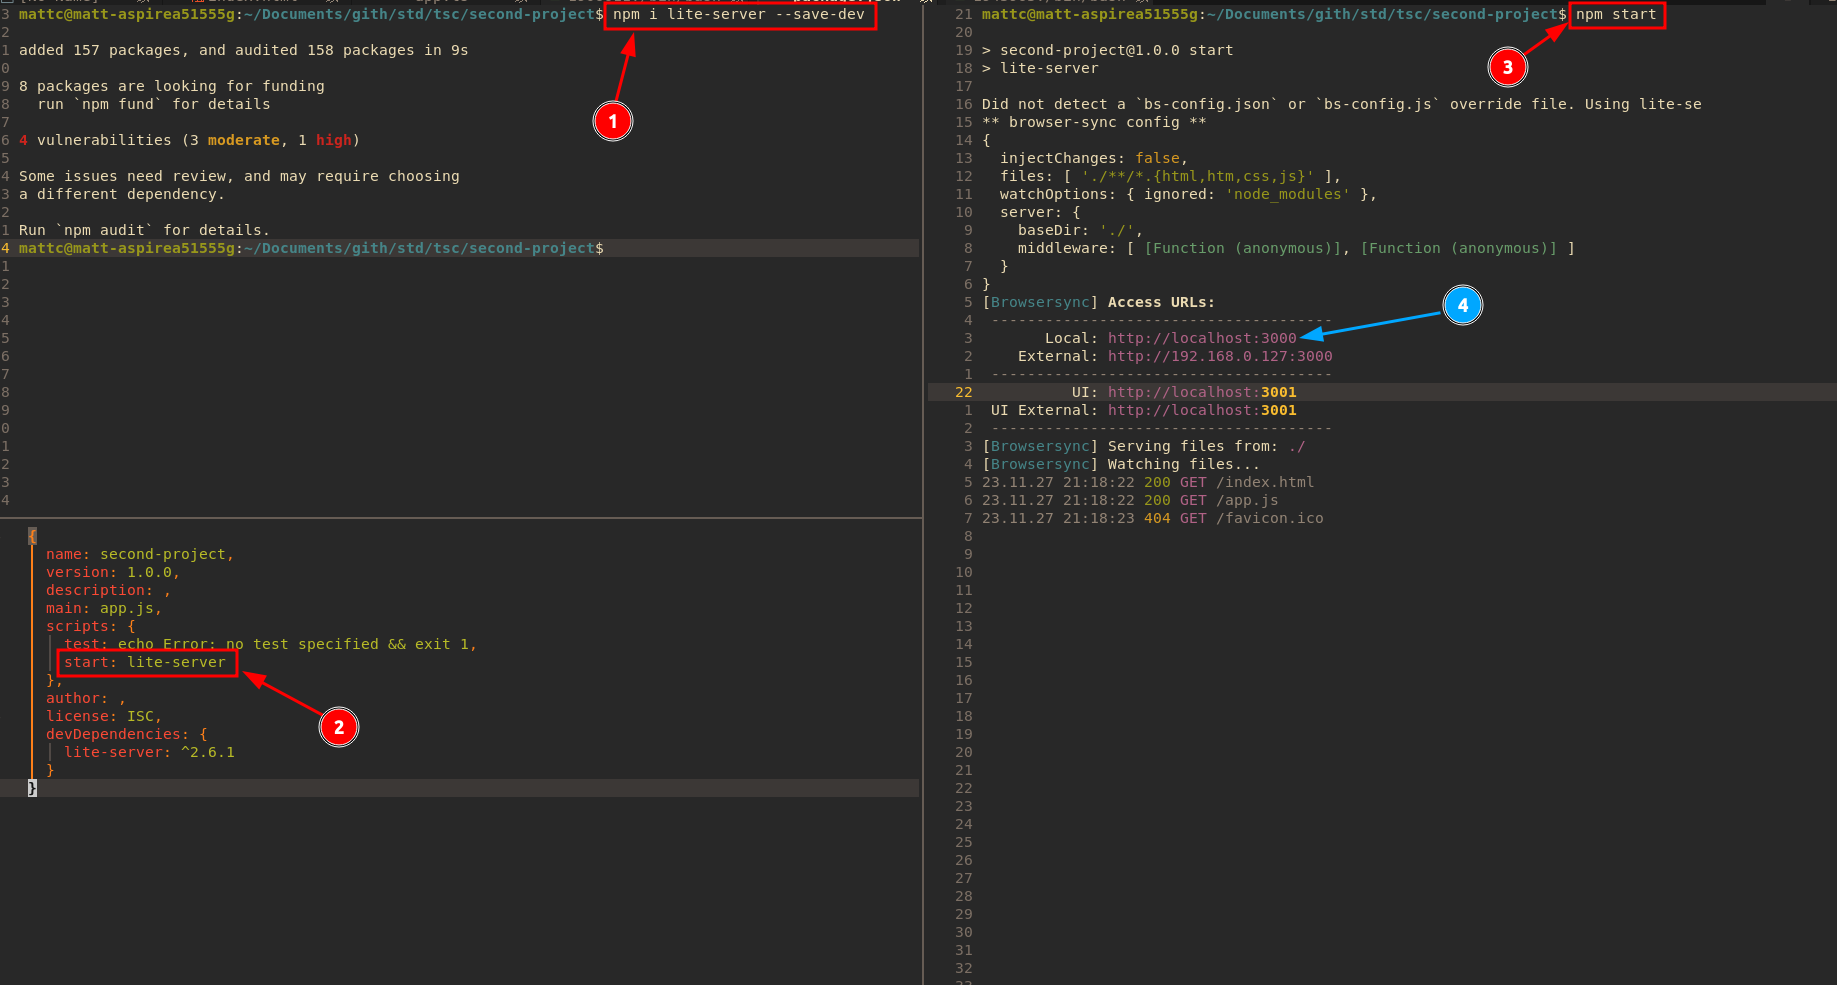 3 mattc@matt-aspirea51555g:~/Documents/gith/std/tsc/second-project$ npm i lite-server --save-dev
2
1 added 157 packages, and audited 158 packages in 9s
0
9 8 packages are looking for funding
8   run `npm fund` for details
7
6 4 vulnerabilities (3 moderate, 1 high)
5
4 Some issues need review, and may require choosing
3 a different dependency.
2
1 Run `npm audit` for details.
4 mattc@matt-aspirea51555g:~/Documents/gith/std/tsc/second-project$
1
2
3
4
5
6
7
8
9
0
1
2
3
4
1
{
  name: second-project,
  version: 1.0.0,
  description: ,
  main: app.js,
  scripts: {
    test: echo Error: no test specified && exit 1,
    start: lite-server
  },
  author: ,
  license: ISC,
  devDependencies: {
    lite-server: ^2.6.1
  }
}
2
21 mattc@matt-aspirea51555g:~/Documents/gith/std/tsc/second-project$ npm start
20
19 > second-project@1.0.0 start
18 > lite-server
17
16 Did not detect a `bs-config.json` or `bs-config.js` override file. Using lite-se
15 ** browser-sync config **
14 {
13   injectChanges: false,
12   files: [ './**/*.{html,htm,css,js}' ],
11   watchOptions: { ignored: 'node_modules' },
10   server: {
9     baseDir: './',
8     middleware: [ [Function (anonymous)], [Function (anonymous)] ]
7   }
6 }
5 [Browsersync] Access URLs:
4 --------------------------------------
3        Local: http://localhost:3000
2     External: http://192.168.0.127:3000
1 --------------------------------------
22          UI: http://localhost:3001
1 UI External: http://localhost:3001
2 --------------------------------------
3 [Browsersync] Serving files from: ./
4 [Browsersync] Watching files...
5 23.11.27 21:18:22 200 GET /index.html
6 23.11.27 21:18:22 200 GET /app.js
7 23.11.27 21:18:23 404 GET /favicon.ico
8
9
10
11
12
13
14
15
16
17
18
19
20
21
22
23
24
25
26
27
28
29
30
31
32
3
4